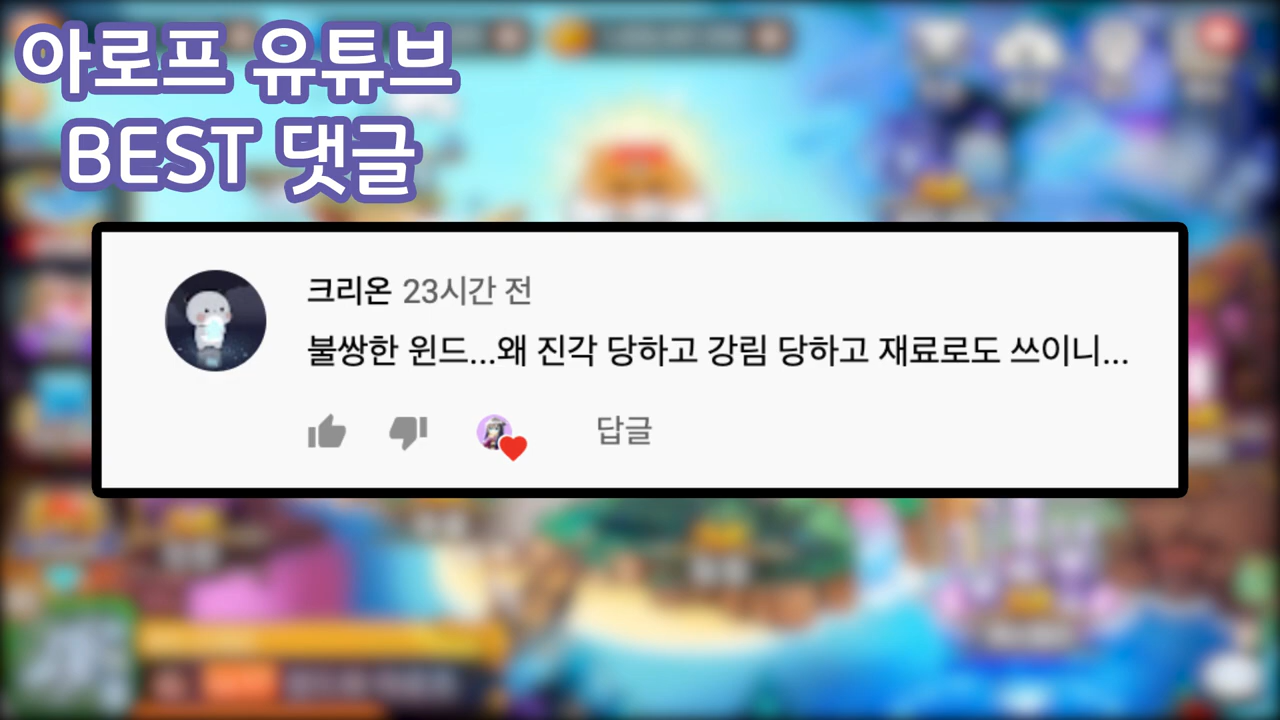 아로프 유튜브
BEST 댓글
크리온 23시간 전
불쌍한 윈드...왜 진각 당하고 강림 당하고 재료로도 쓰이니...
답글